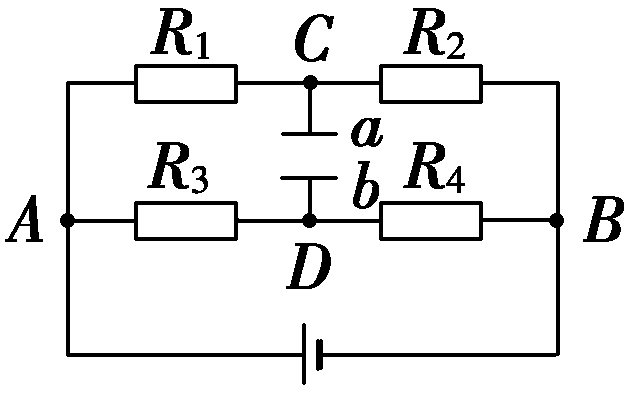 R₁ C R₂
a
R₃ b R₄
A B
D